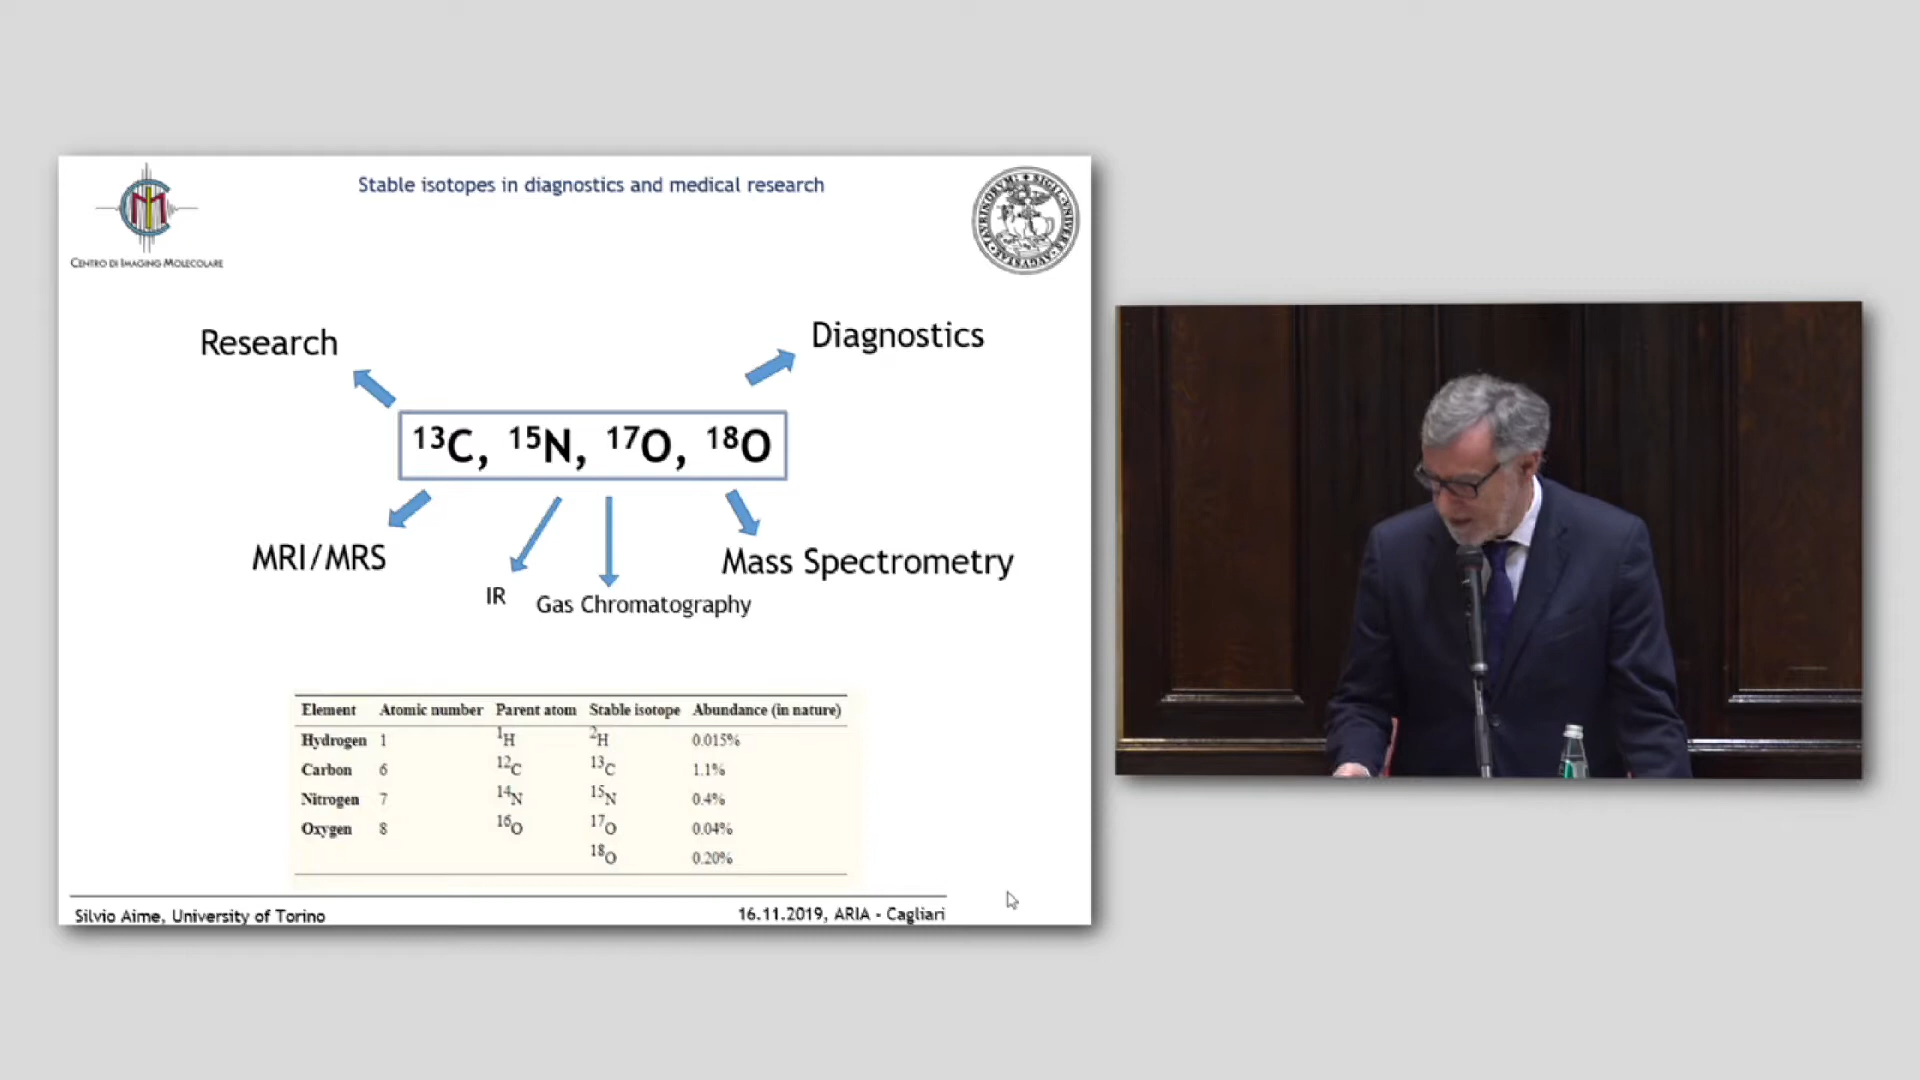 Stable isotopes in diagnostics and medical research
CENTRO DI IMAGING MOLECOLARE
Research
Diagnostics
¹³C, ¹⁵N, ¹⁷O, ¹⁸O
MRI/MRS
IR
Gas Chromatography
Mass Spectrometry
Element Atomic number Parent atom Stable isotope Abundance (in nature)
Hydrogen 1 ¹H ²H 0.015%
Carbon 6 ¹²C ¹³C 1.1%
Nitrogen 7 ¹⁴N ¹⁵N 0.4%
Oxygen 8 ¹⁶O ¹⁷O 0.04%
¹⁸O 0.20%
Silvio Aime, University of Torino
16.11.2019, ARIA - Cagliari